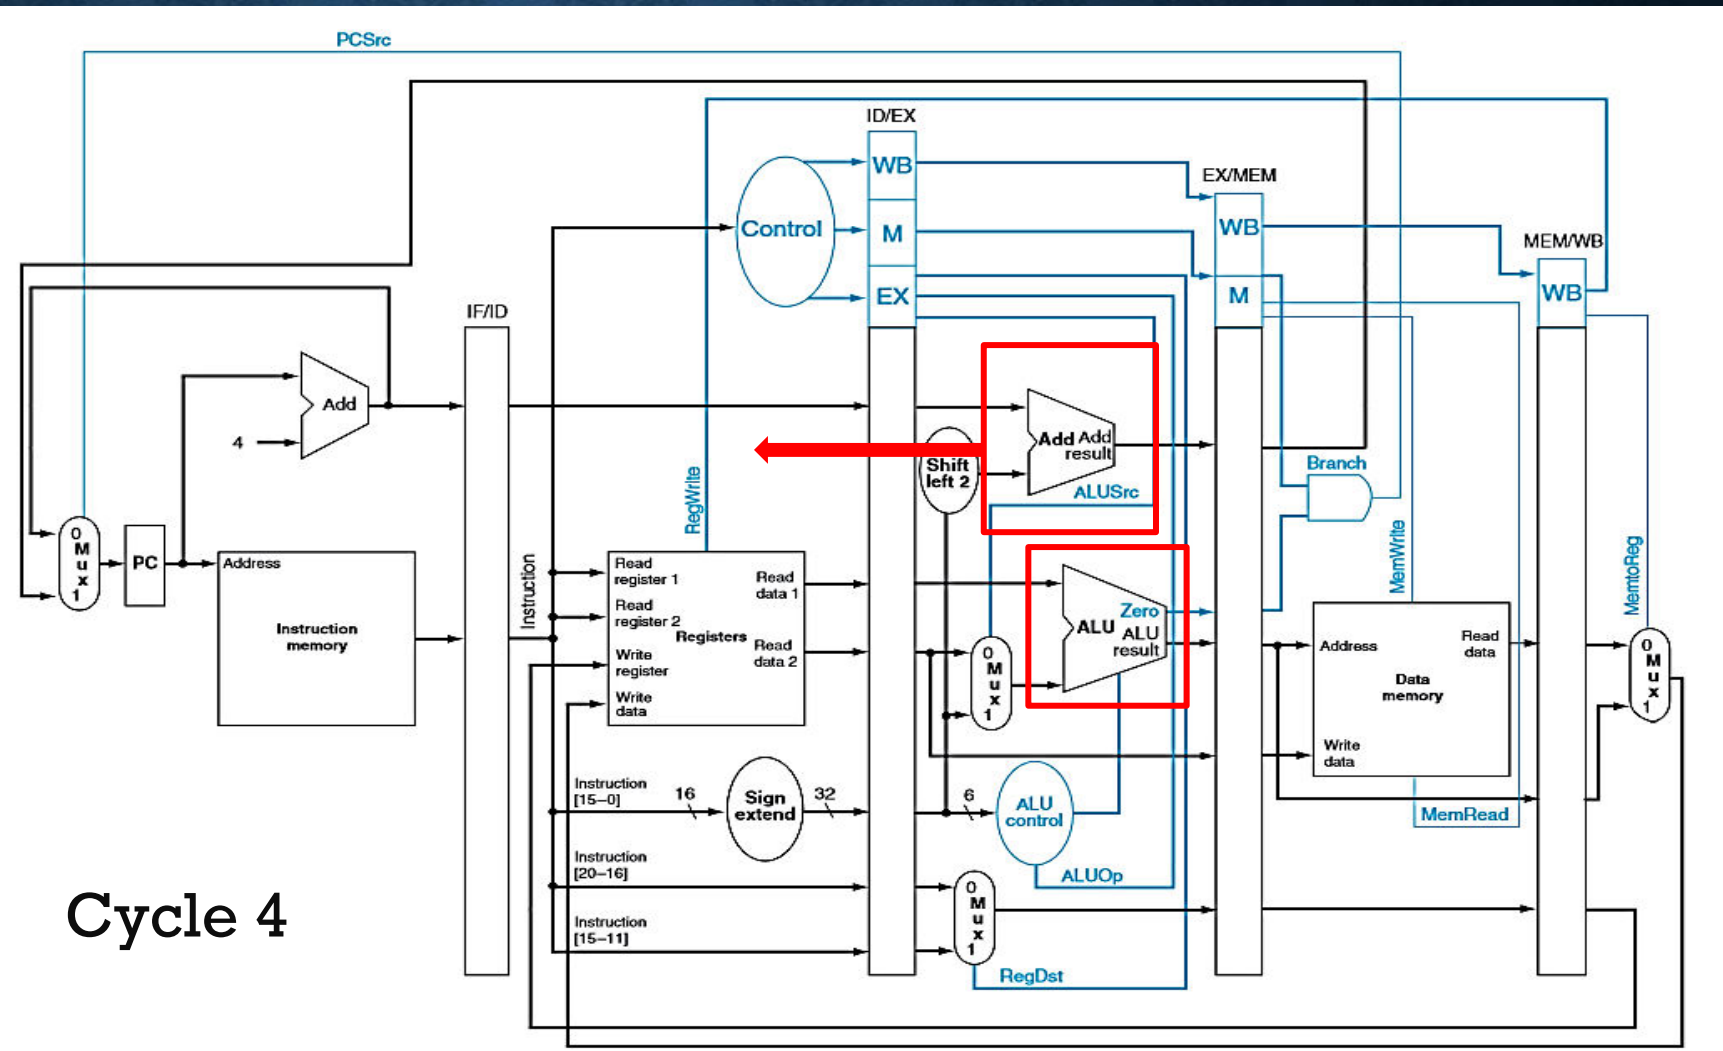 PCSrc
ID/EX
WB
EX/MEM
Control
M
WB
MEM/WB
EX
M
WB
IF/ID
Add
4
Add Add
result
Shift
left 2
ALUSrc
Branch
RegWrite
MemWrite
MemtoReg
0
M
u
x
1
PC
Address
Instruction
memory
Instruction
Read
register 1
Read
register 2
Write
register
Write
data
Registers
Read
data 1
Read
data 2
0
M
u
x
1
Zero
ALU
ALU
result
Address
Write
data
Data
memory
Read
data
0
M
u
x
1
MemRead
Instruction
[15–0]
16
Sign
extend
32
6
ALU
control
ALUOp
Instruction
[20–16]
Instruction
[15–11]
0
M
u
x
1
RegDst
Cycle 4